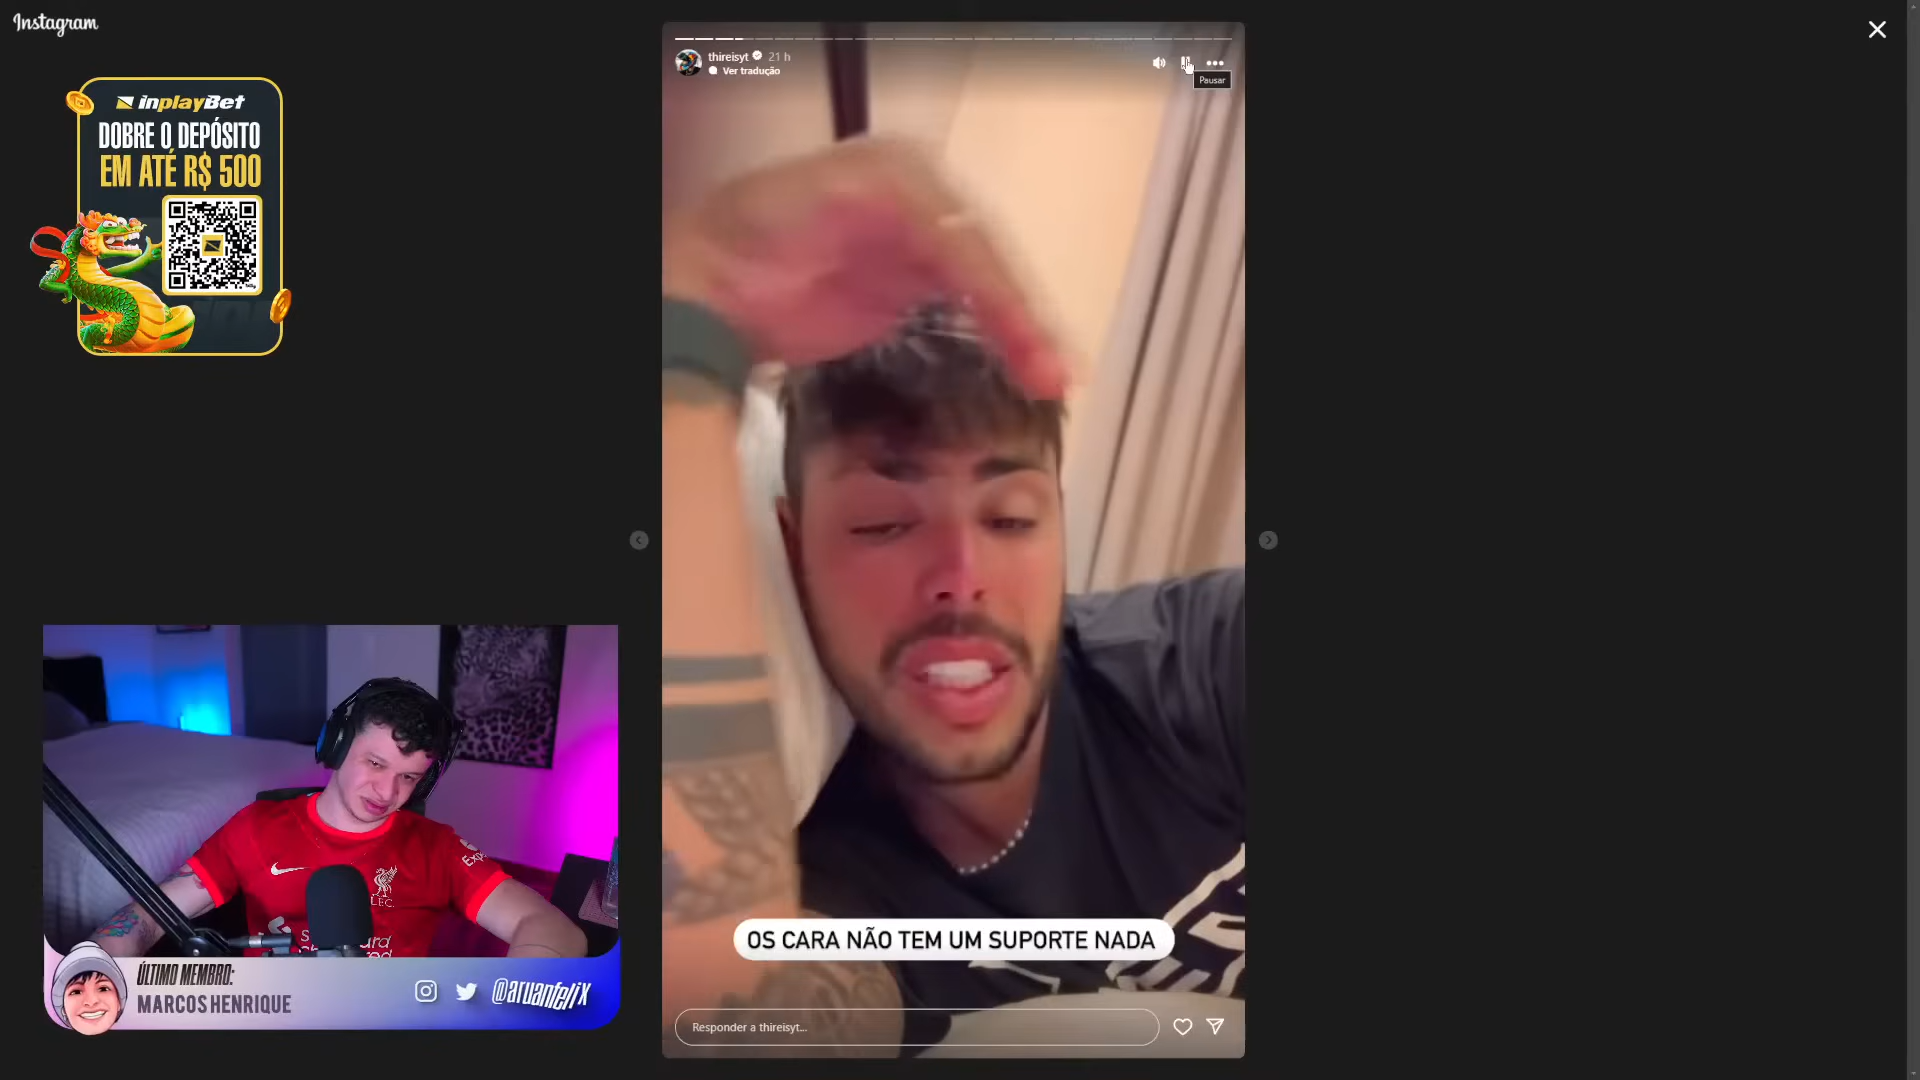 Instagram
thireisyt 21 h
Ver tradução
Pausar
inplayBet
DOBRE O DEPÓSITO
EM ATÉ R$ 500
OS CARA NÃO TEM UM SUPORTE NADA
Responder a thireisyt...
L.F.C.
ÚLTIMO MEMBRO:
MARCOS HENRIQUE
@aruanfelix